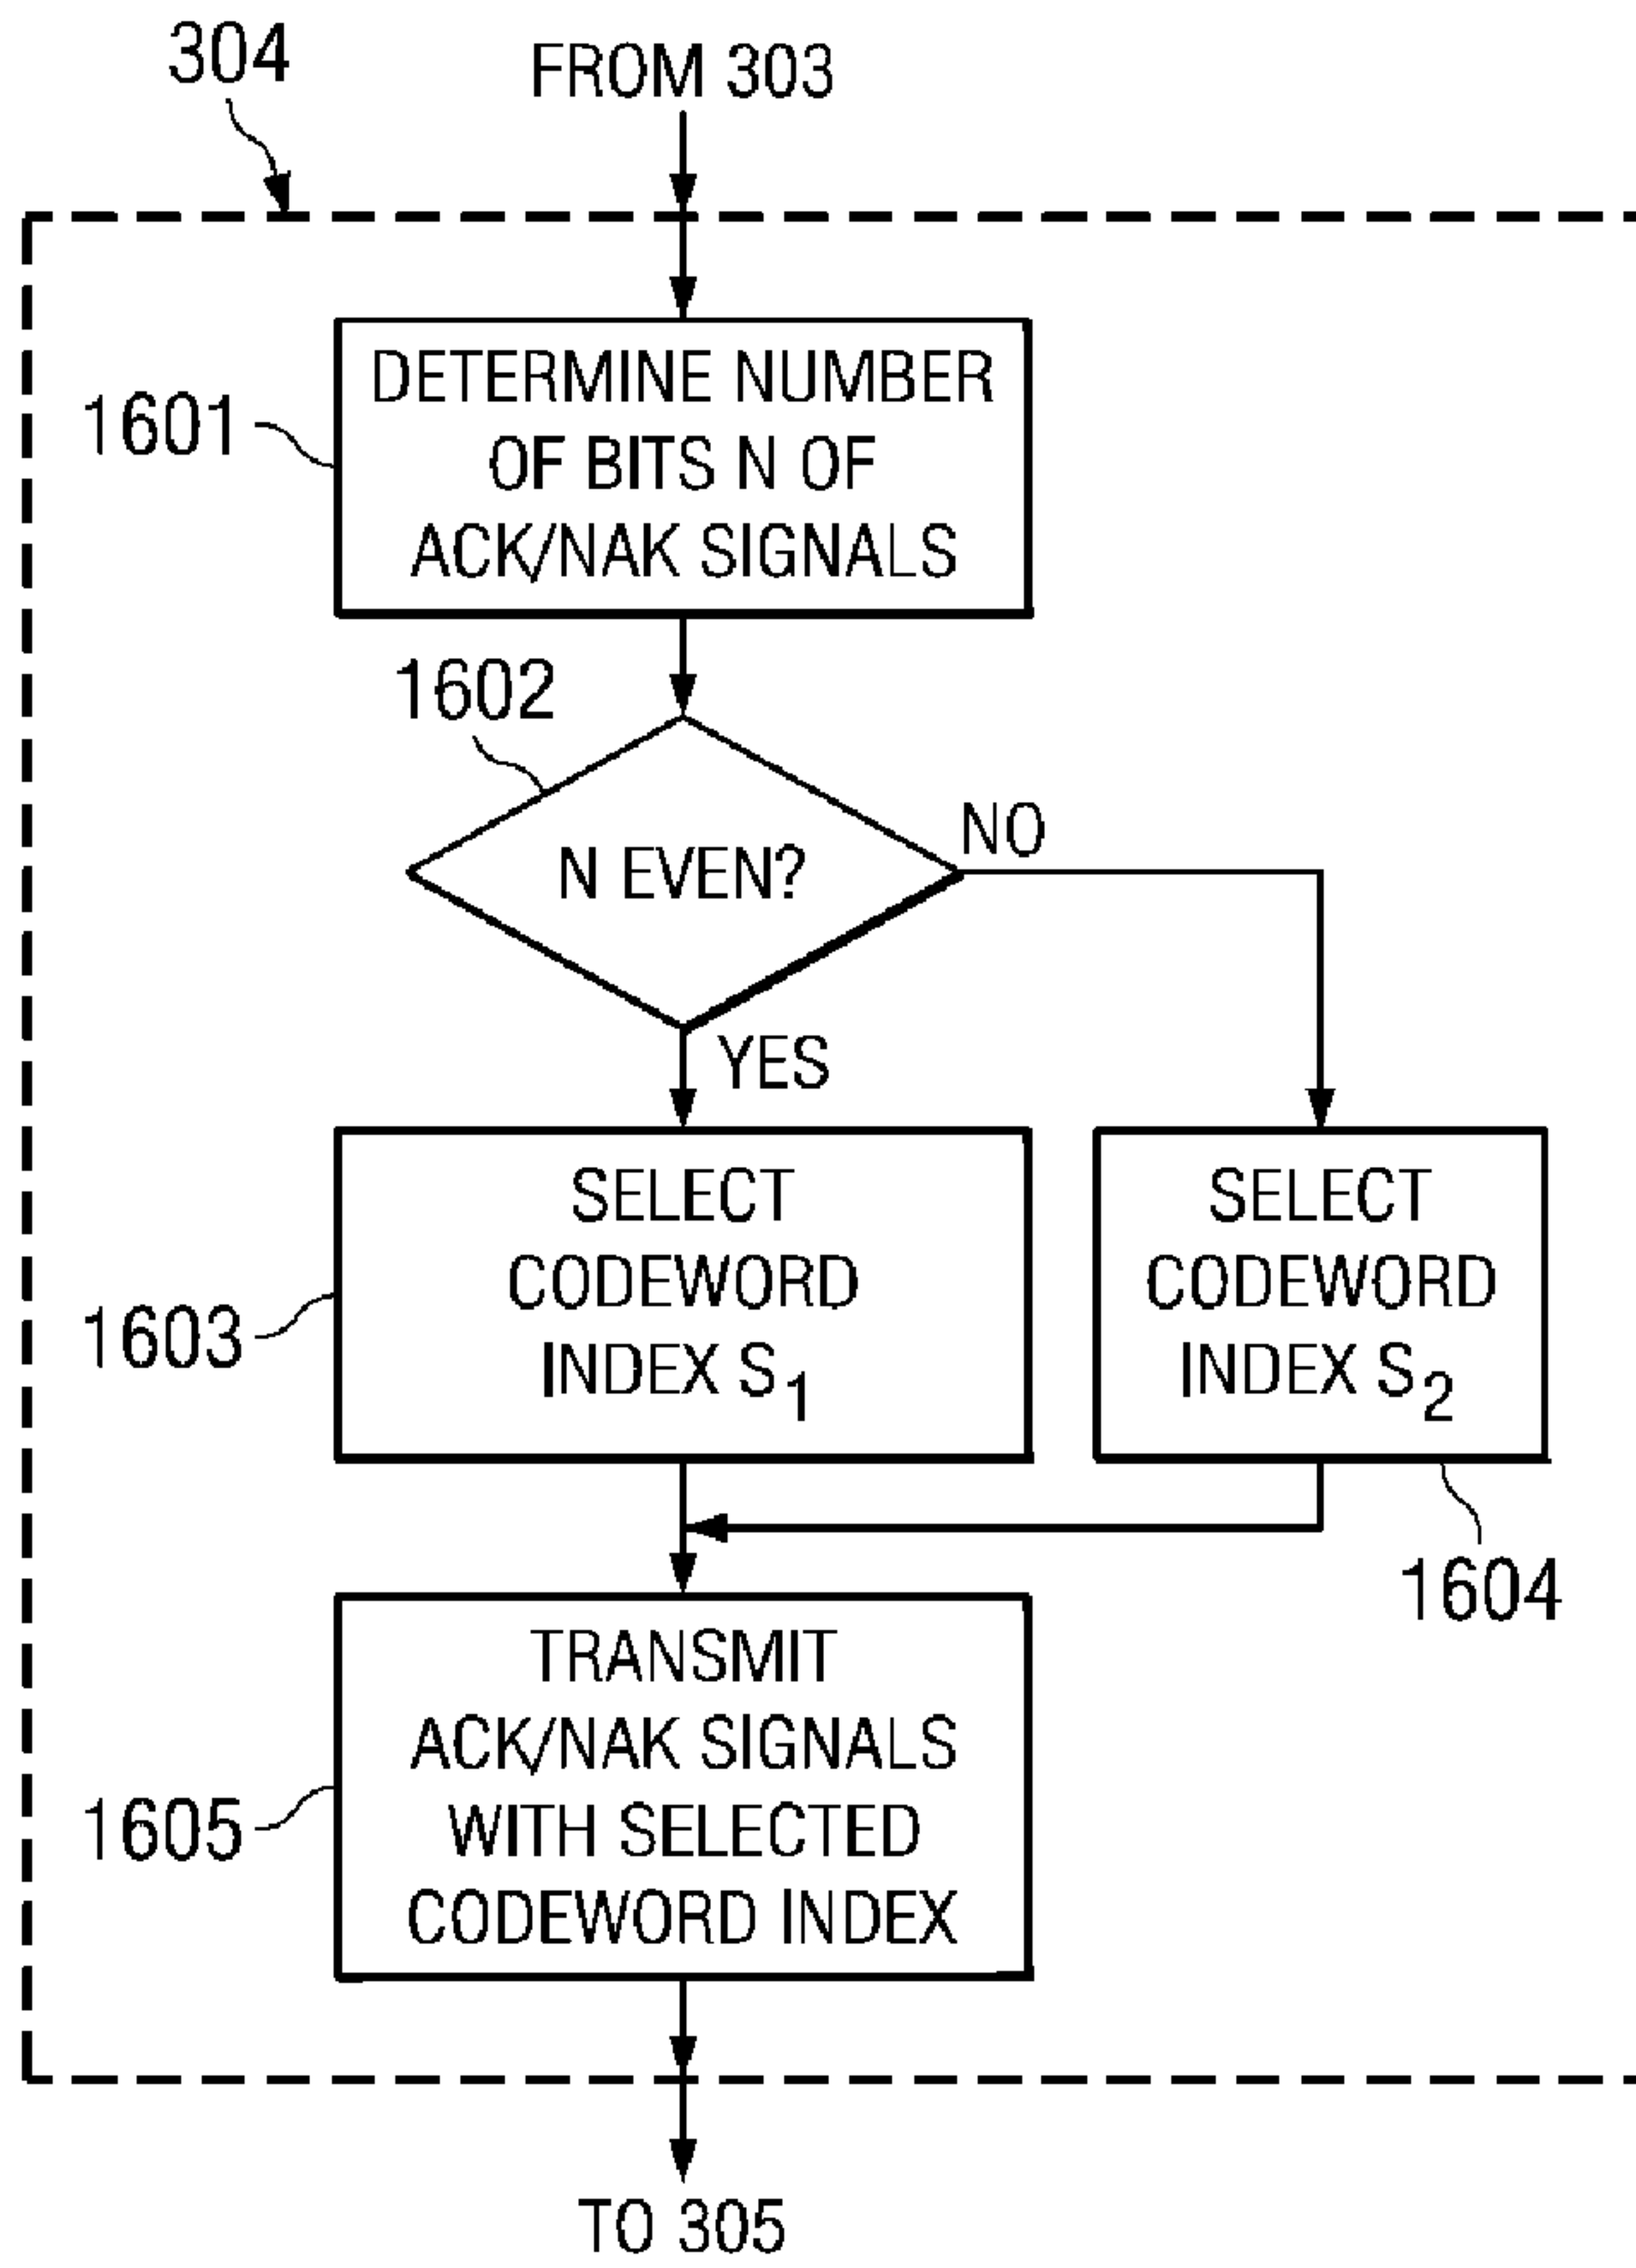 304
FROM 303
1601
DETERMINE NUMBER
OF BITS N OF
ACK/NAK SIGNALS
1602
N EVEN?
NO
YES
1603
SELECT
CODEWORD
INDEX S1
SELECT
CODEWORD
INDEX S2
1604
1605
TRANSMIT
ACK/NAK SIGNALS
WITH SELECTED
CODEWORD INDEX
TO 305